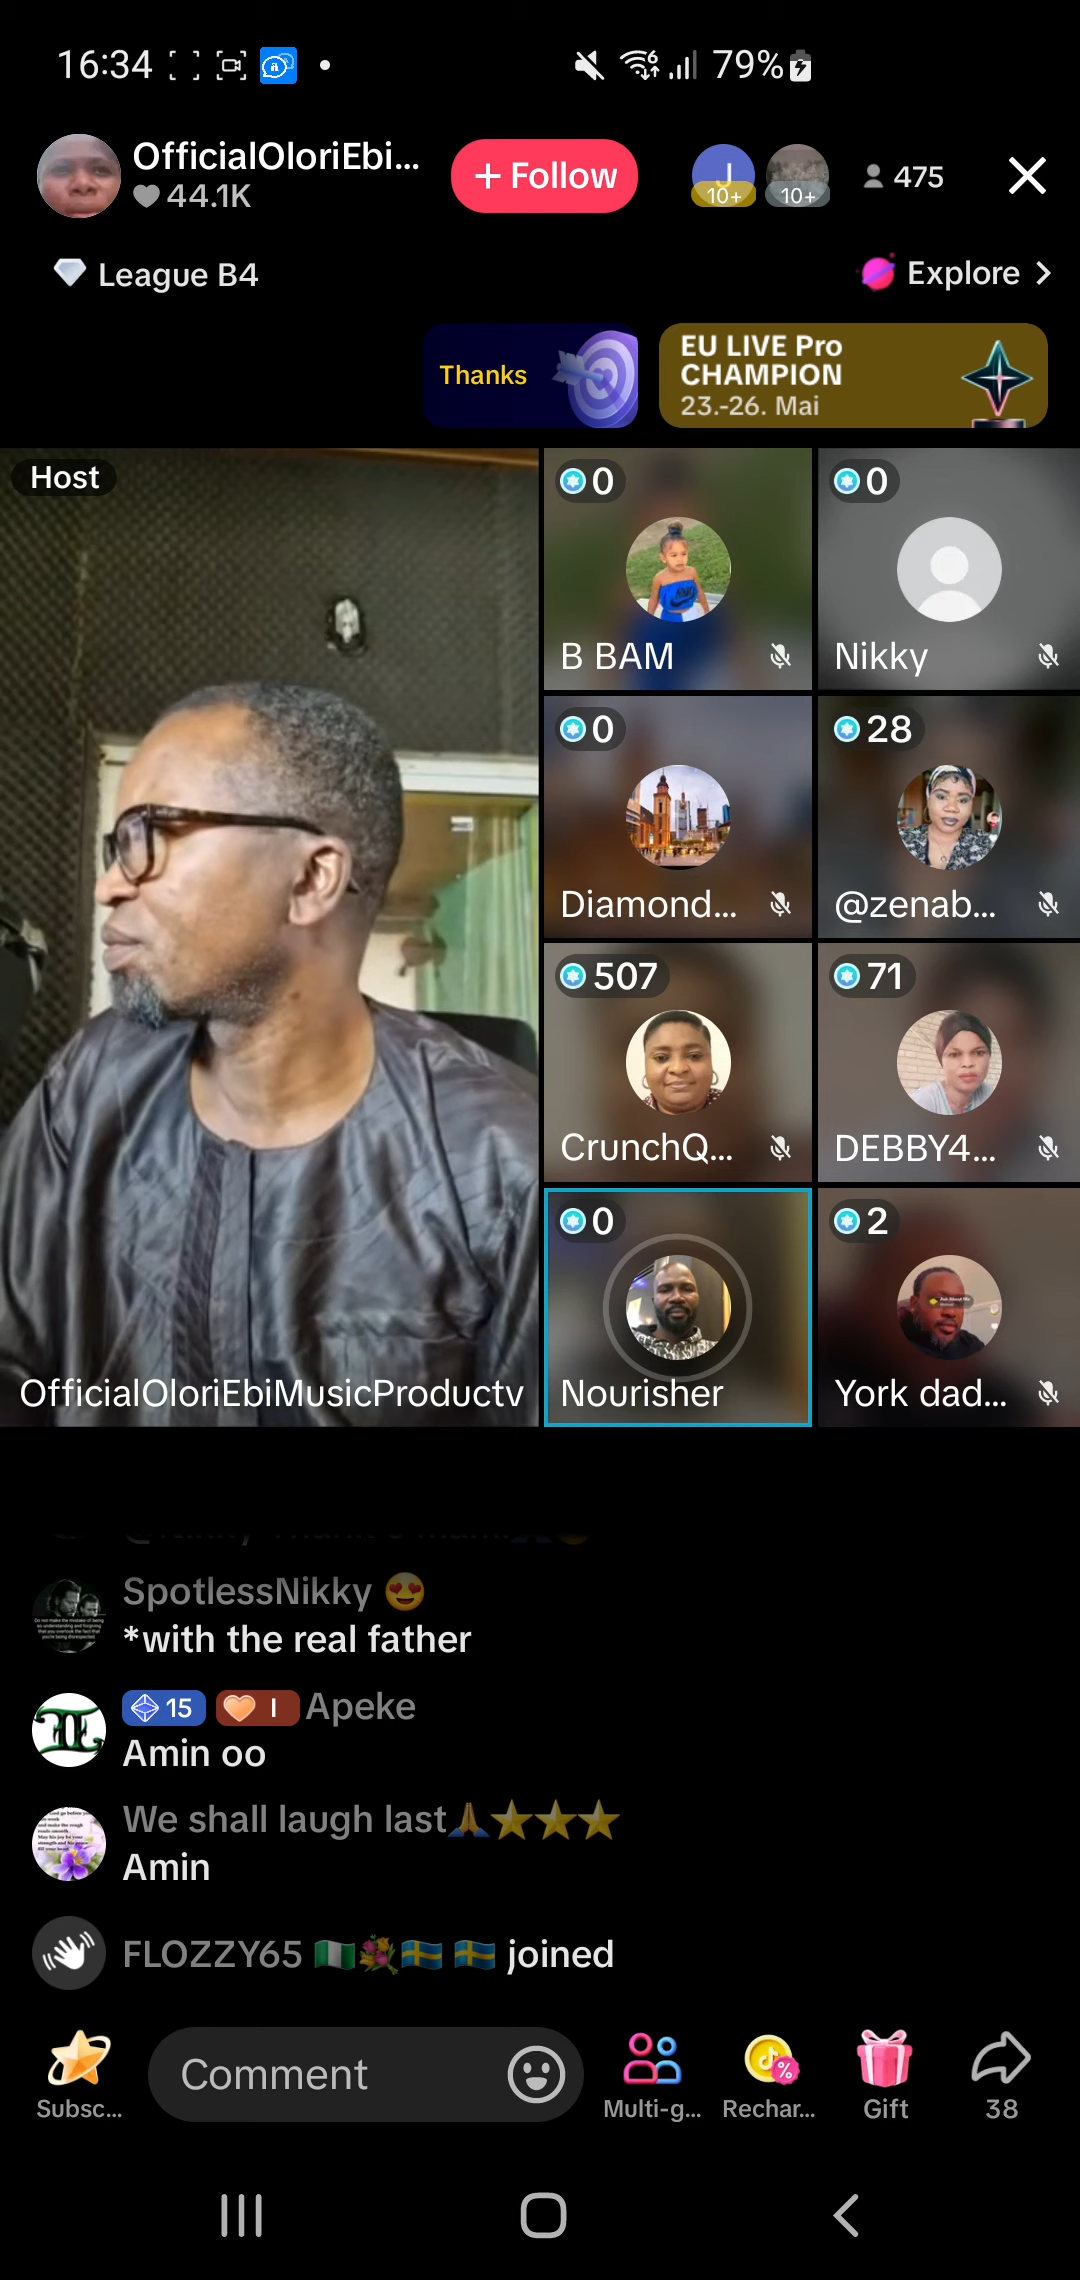 16:34
79%
OfficialOloriEbi...
44.1K
+ Follow
J
10+
10+
475
League B4
Explore
Thanks
EU LIVE Pro
CHAMPION
23.-26. Mai
Host
0
B BAM
0
Nikky
0
Diamond...
28
@zenab...
507
CrunchQ...
71
DEBBY4...
0
Nourisher
2
York dad...
OfficialOloriEbiMusicProductv
SpotlessNikky 😍
*with the real father
15 I Apeke
Amin oo
We shall laugh last🙏⭐⭐⭐
Amin
FLOZZY65 🇳🇬💐🇸🇪 🇸🇪 joined
Comment
Subsc...
Multi-g...
Rechar...
Gift
38